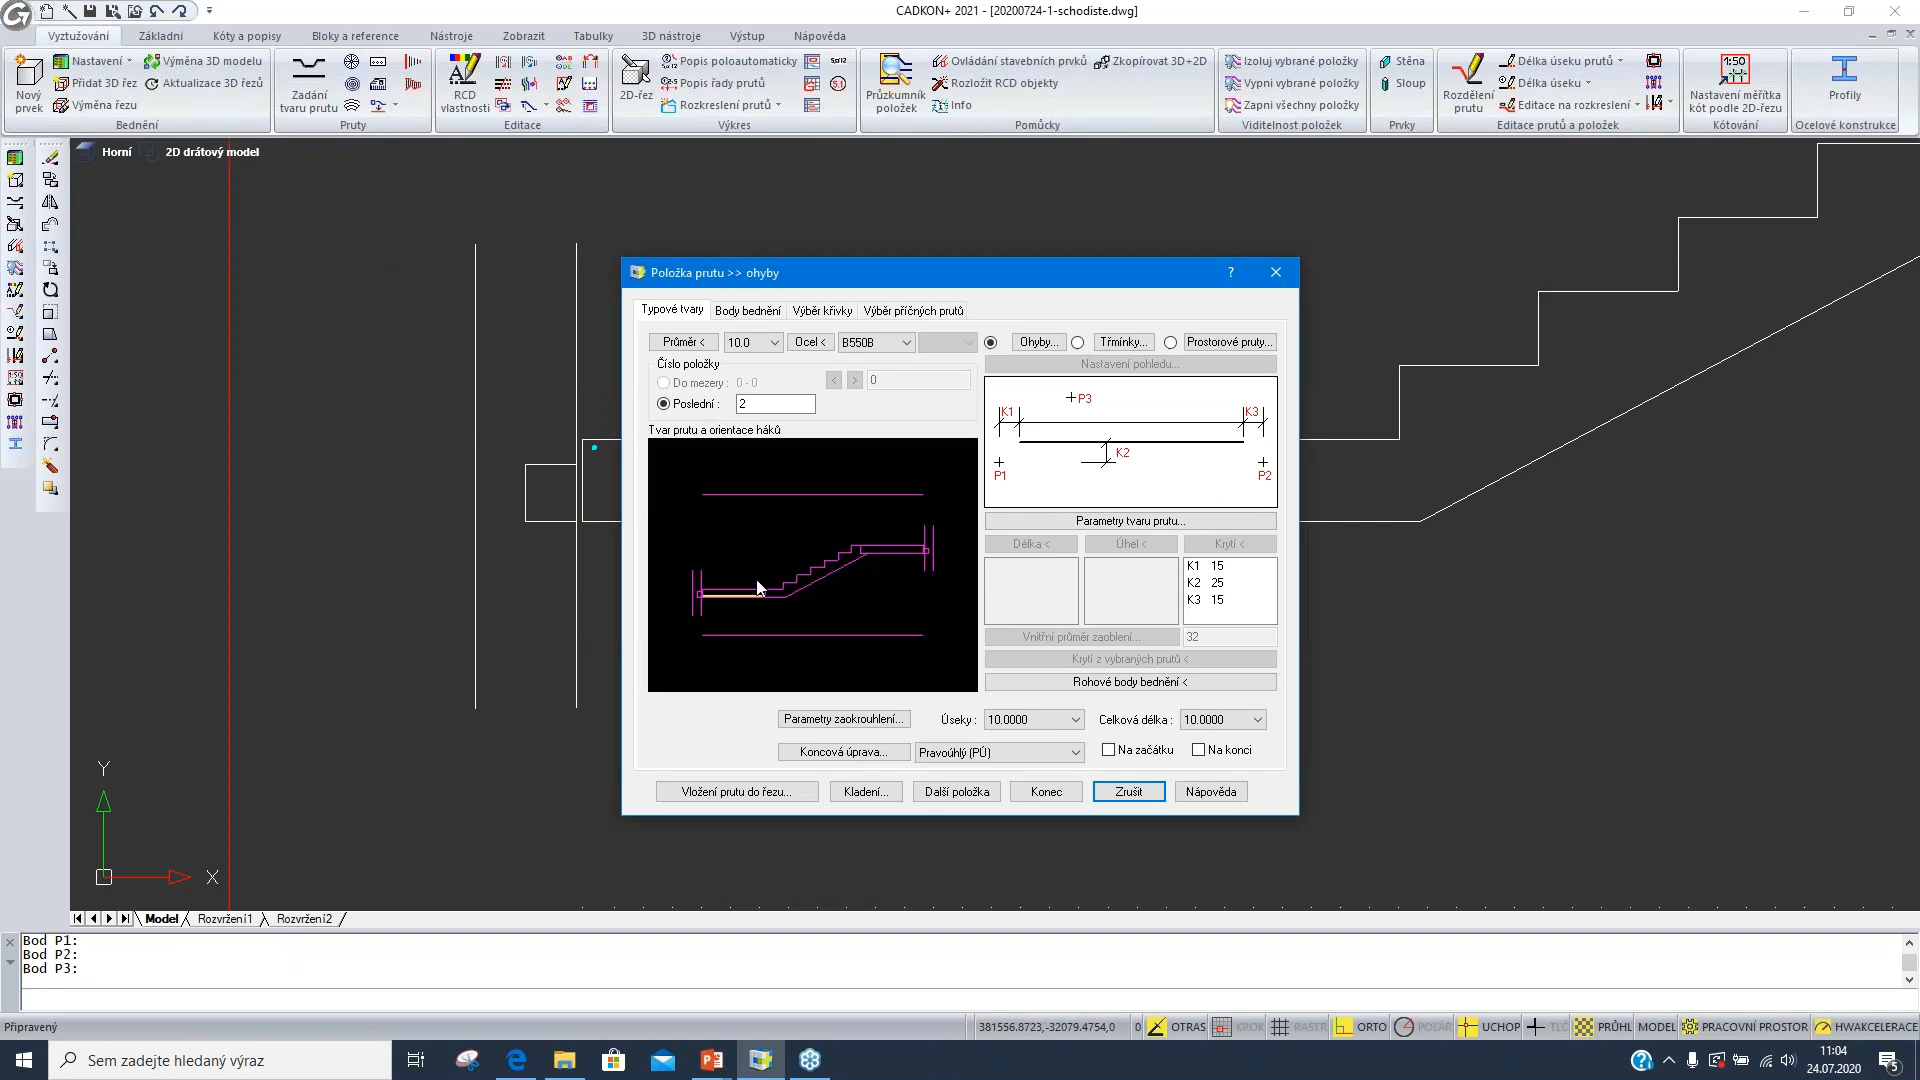 CADKON+ 2021 - [20200724-1-schodiste.dwg]
Vyztužování Základní Kóty a popisy Bloky a reference Nástroje Zobrazit Tabulky 3D nástroje Výstup Nápověda
Nový prvek
Nastavení
Přidat 3D řez
Výměna řezu
Výměna 3D modelu
Aktualizace 3D řezů
Bednění
Zadání tvaru prutu
Pruty
RCD vlastnosti
Editace
2D-řez
Popis poloautomaticky
Popis řady prutů
Rozkreslení prutů
Výkres
Průzkumník položek
Ovládání stavebních prvků
Rozložit RCD objekty
Info
Zkopírovat 3D+2D
Pomůcky
Izoluj vybrané položky
Vypni vybrané položky
Zapni všechny položky
Viditelnost položek
Stěna
Sloup
Prvky
Rozdělení prutu
Délka úseku prutů
Délka úseku
Editace na rozkreslení
Editace prutů a položek
1:50
Nastavení měřítka kót podle 2D-řezu
Kótování
Profily
Ocelové konstrukce
Horní 2D drátový model
Položka prutu >> ohyby ?
Typové tvary Body bednění Výběr křivky Výběr příčných prutů
Průměr < 10.0 Ocel < B550B Ohyby... Třmínky... Prostorové pruty...
Číslo položky
Nastavení pohledu...
Do mezery : 0 - 0 < > 0
Poslední : 2
Tvar prutu a orientace háků
P3
K1 K3
K2
P1 P2
Parametry tvaru prutu...
Délka < Úhel < Krytí <
K1 15
K2 25
K3 15
Vnitřní průměr zaoblení... 32
Krytí z vybraných prutů <
Rohové body bednění <
Parametry zaokrouhlení... Úseky : 10.0000 Celková délka : 10.0000
Koncová úprava... Pravoúhlý (PÚ) Na začátku Na konci
Vložení prutu do řezu... Kladení... Další položka Konec Zrušit Nápověda
Y
X
Model Rozvržení1 Rozvržení2
Bod P1:
Bod P2:
Bod P3:
Připravený 381556.8723,-32079.4754,0 0 OTRAS KROK RASTR ORTO POLÁR UCHOP TLČ PRŮHL MODEL PRACOVNÍ PROSTOR HWAKCELERACE
Sem zadejte hledaný výraz
11:04
24.07.2020
5